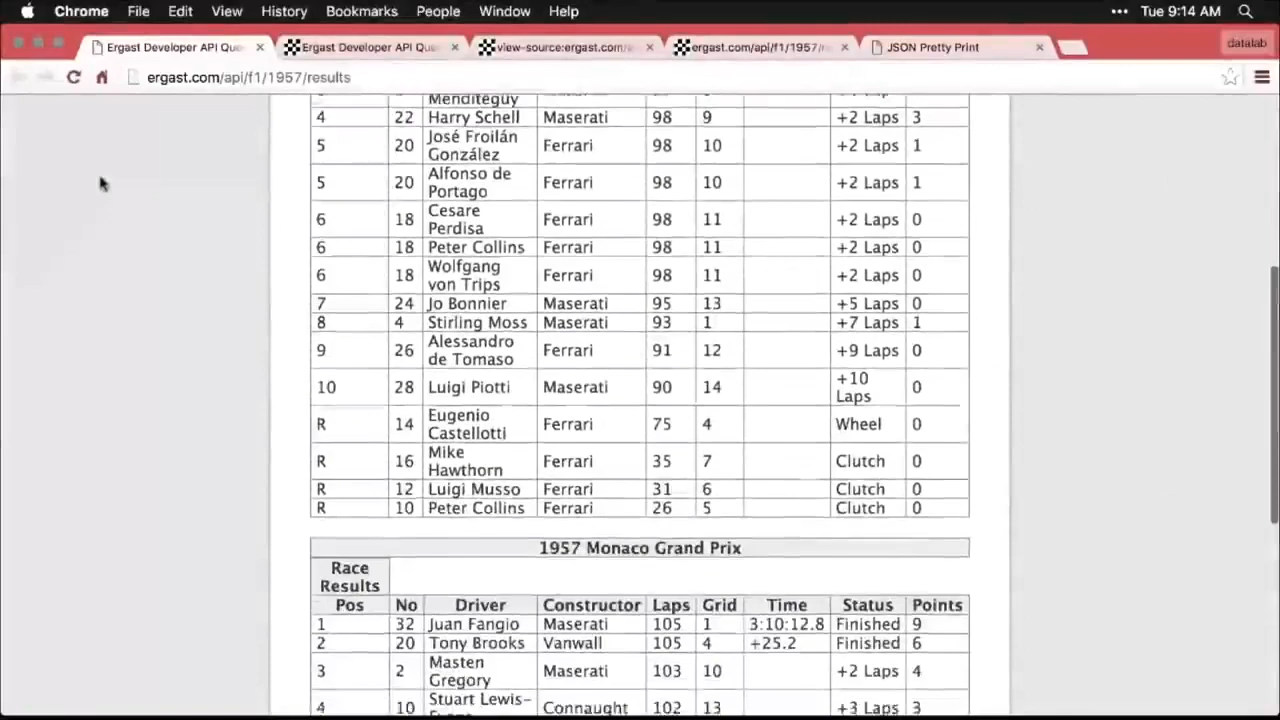 Chrome File Edit View History Bookmarks People Window Help ••• Tue 9:14 AM
Ergast Developer API Que × Ergast Developer API Que × view-source:ergast.com/ × ergast.com/api/f1/1957/r × JSON Pretty Print × datalab
ergast.com/api/f1/1957/results
Menditeguy
4 22 Harry Schell Maserati 98 9 +2 Laps 3
José Froilán
5 20 González Ferrari 98 10 +2 Laps 1
Alfonso de
5 20 Portago Ferrari 98 10 +2 Laps 1
Cesare
6 18 Perdisa Ferrari 98 11 +2 Laps 0
6 18 Peter Collins Ferrari 98 11 +2 Laps 0
Wolfgang
6 18 von Trips Ferrari 98 11 +2 Laps 0
7 24 Jo Bonnier Maserati 95 13 +5 Laps 0
8 4 Stirling Moss Maserati 93 1 +7 Laps 1
Alessandro
9 26 de Tomaso Ferrari 91 12 +9 Laps 0
+10
10 28 Luigi Piotti Maserati 90 14 Laps 0
Eugenio
R 14 Castellotti Ferrari 75 4 Wheel 0
Mike
R 16 Hawthorn Ferrari 35 7 Clutch 0
R 12 Luigi Musso Ferrari 31 6 Clutch 0
R 10 Peter Collins Ferrari 26 5 Clutch 0
1957 Monaco Grand Prix
Race
Results
Pos No Driver Constructor Laps Grid Time Status Points
1 32 Juan Fangio Maserati 105 1 3:10:12.8 Finished 9
2 20 Tony Brooks Vanwall 105 4 +25.2 Finished 6
Masten
3 2 Gregory Maserati 103 10 +2 Laps 4
Stuart Lewis-
4 10 Connaught 102 13 +3 Laps 3